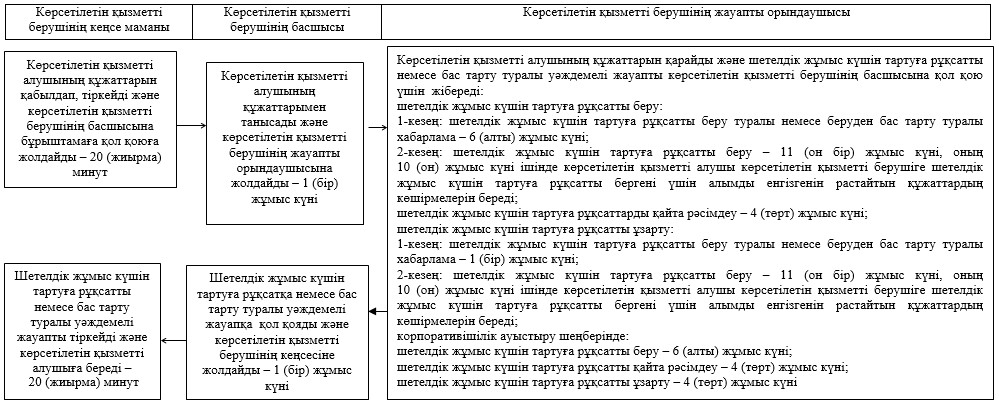 Көрсетілетін қызметті
берушінің кеңсе маманы
Көрсетілетін қызметті
берушінің басшысы
Көрсетілетін қызметті берушінің жауапты орындаушысы
Көрсетілетін қызметті
алушының құжаттарын
қабылдап, тіркейді және
көрсетілетін қызметті
берушінің басшысына
бұрыштамаға қол қоюға
жолдайды – 20 (жиырма)
минут
Көрсетілетін қызметті
алушының
құжаттарымен
танысады және
көрсетілетін қызметті
берушінің жауапты
орындаушысына
жолдайды – 1 (бір)
жұмыс күні
Көрсетілетін қызметті алушының құжаттарын қарайды және шетелдік жұмыс күшін тартуға рұқсатты
немесе бас тарту туралы уәждемелі жауапты көрсетілетін қызметті берушінің басшысына қол қою
үшін жібереді:
шетелдік жұмыс күшін тартуға рұқсатты беру:
1-кезең: шетелдік жұмыс күшін тартуға рұқсатты беру туралы немесе беруден бас тарту туралы
хабарлама – 6 (алты) жұмыс күні;
2-кезең: шетелдік жұмыс күшін тартуға рұқсатты беру – 11 (он бір) жұмыс күні, оның
10 (он) жұмыс күні ішінде көрсетілетін қызметті алушы көрсетілетін қызметті берушіге шетелдік
жұмыс күшін тартуға рұқсатты бергені үшін алымды енгізгенін растайтын құжаттардың
көшірмелерін береді;
шетелдік жұмыс күшін тартуға рұқсаттарды қайта рәсімдеу – 4 (төрт) жұмыс күні;
шетелдік жұмыс күшін тартуға рұқсатты ұзарту:
1-кезең: шетелдік жұмыс күшін тартуға рұқсатты беру туралы немесе беруден бас тарту туралы
хабарлама – 1 (бір) жұмыс күні;
2-кезең: шетелдік жұмыс күшін тартуға рұқсатты беру – 11 (он бір) жұмыс күні, оның
10 (он) жұмыс күні ішінде көрсетілетін қызметті алушы көрсетілетін қызметті берушіге шетелдік
жұмыс күшін тартуға рұқсатты бергені үшін алымды енгізгенін растайтын құжаттардың
көшірмелерін береді;
корпоративішілік ауыстыру шеңберінде:
шетелдік жұмыс күшін тартуға рұқсатты беру – 6 (алты) жұмыс күні;
шетелдік жұмыс күшін тартуға рұқсатты қайта рәсімдеу – 4 (төрт) жұмыс күні;
шетелдік жұмыс күшін тартуға рұқсатты ұзарту – 4 (төрт) жұмыс күні
Шетелдік жұмыс күшін
тартуға рұқсатқа немесе бас
тарту туралы уәждемелі
жауапқа қол қояды және
көрсетілетін қызметті
берушінің кеңсесіне
жолдайды – 1 (бір) жұмыс
күні
Шетелдік жұмыс күшін
тартуға рұқсатты
немесе бас тарту
туралы уәждемелі
жауапты тіркейді және
көрсетілетін қызметті
алушыға береді –
20 (жиырма) минут